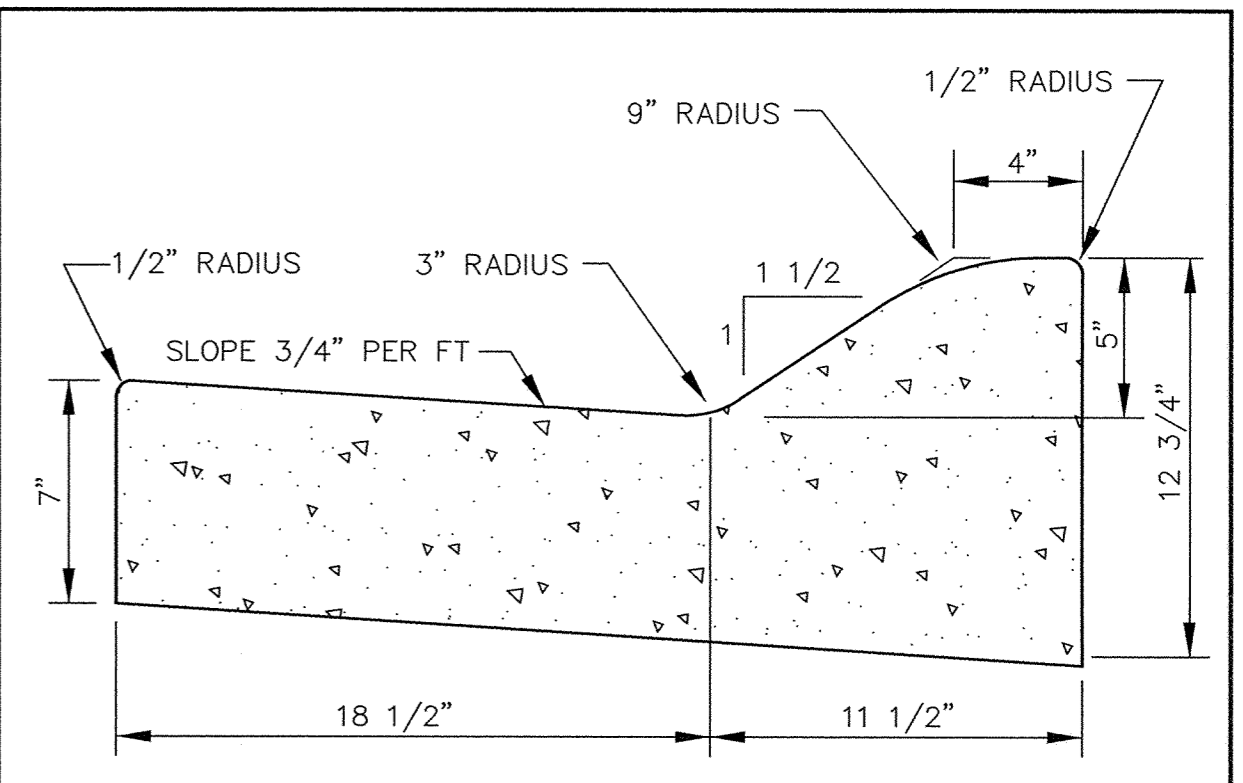 1/2” RADIUS
9” RADIUS
4”
1/2” RADIUS
3” RADIUS
1 1/2
1
SLOPE 3/4” PER FT
5”
7”
12 3/4”
18 1/2”
11 1/2”